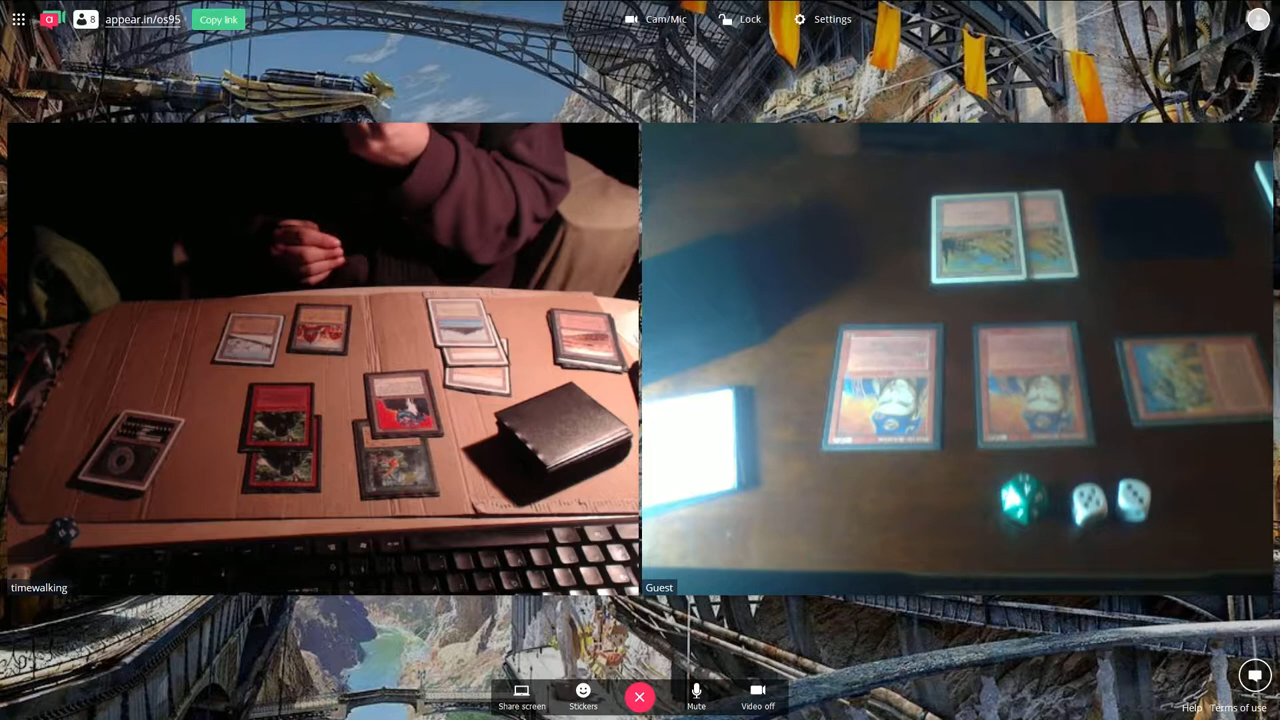 8 appear.in/os95 Copy link Cam/Mic Lock Settings
timewalking
Guest
Share screen Stickers Mute Video off
Help Terms of use